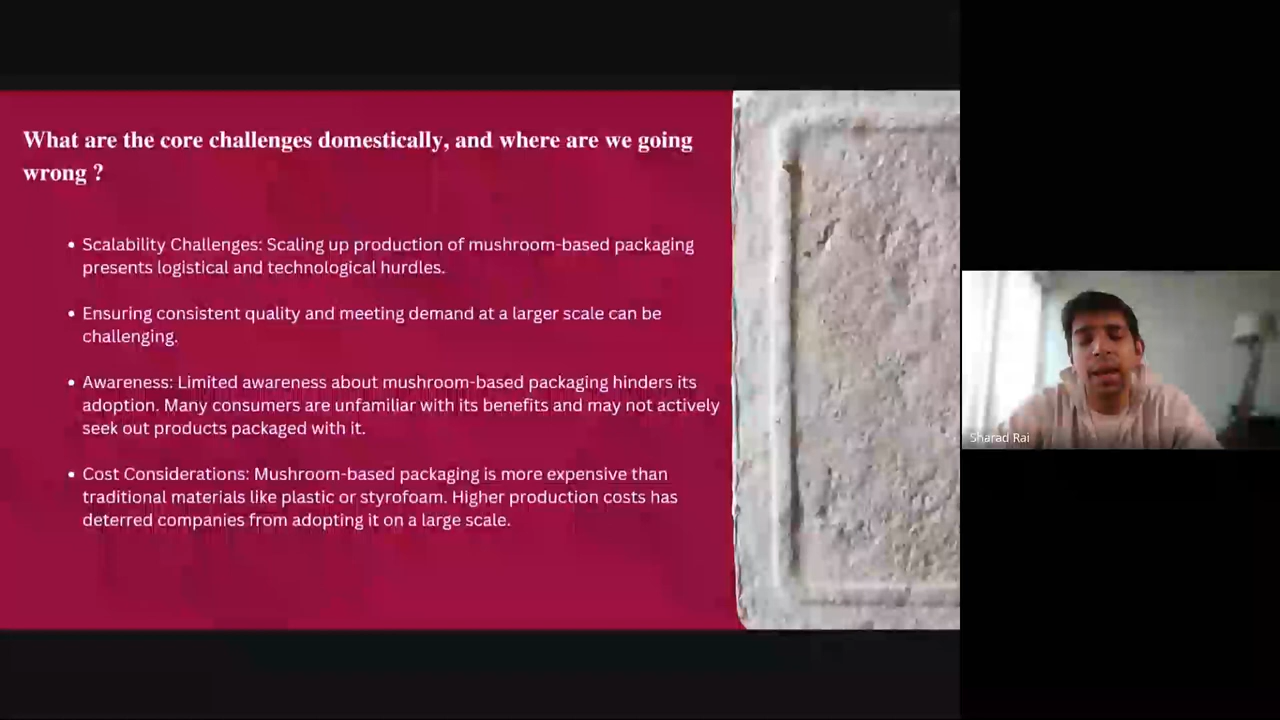 What are the core challenges domestically, and where are we going
wrong ?
• Scalability Challenges: Scaling up production of mushroom-based packaging
presents logistical and technological hurdles.
• Ensuring consistent quality and meeting demand at a larger scale can be
challenging.
• Awareness: Limited awareness about mushroom-based packaging hinders its
adoption. Many consumers are unfamiliar with its benefits and may not actively
seek out products packaged with it.
• Cost Considerations: Mushroom-based packaging is more expensive than
traditional materials like plastic or styrofoam. Higher production costs has
deterred companies from adopting it on a large scale.
Sharad Rai